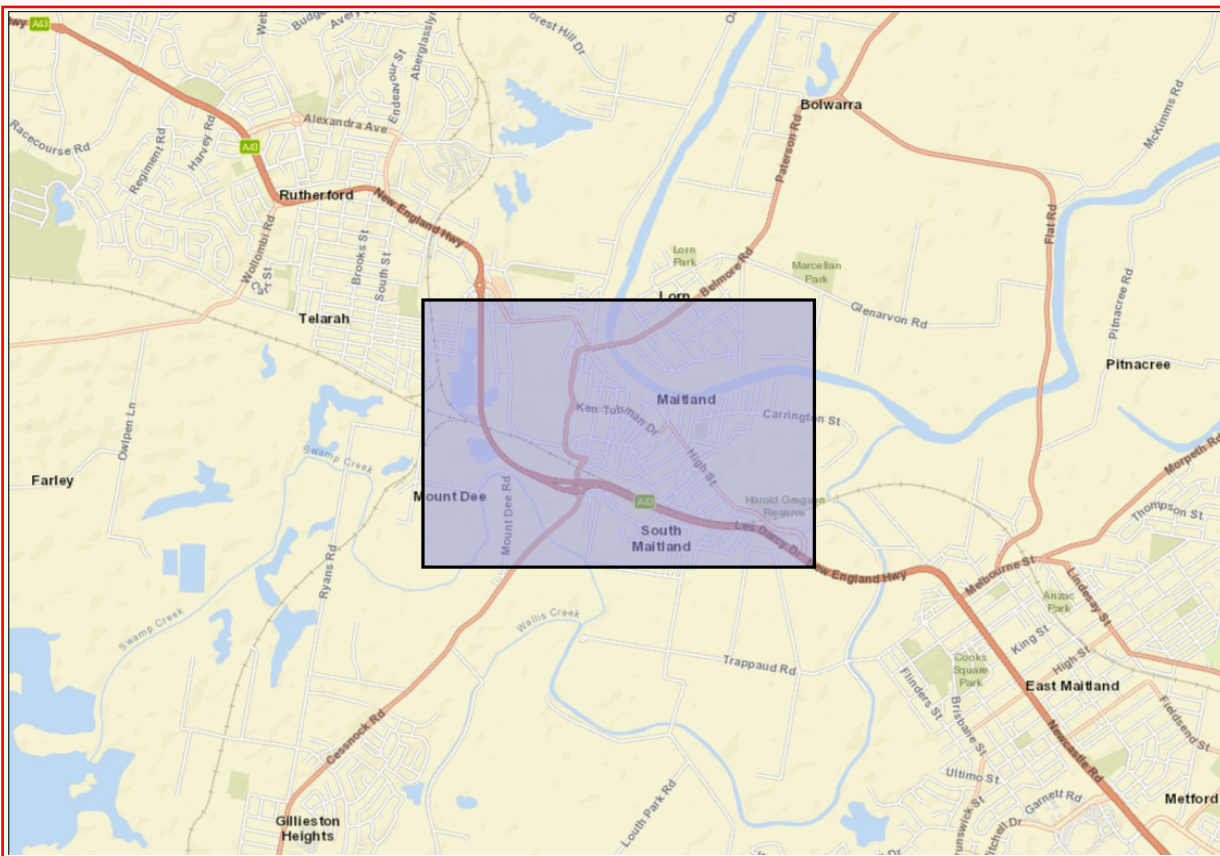 Hwy
A43
Budge
Avery
Aberglasslyn
Forest Hill Dr
Endeavour St
Bolwarra
McKimms Rd
Alexandra Ave
Racecourse Rd
Regiment Rd
Harvey Rd
A43
Paterson Rd
Rutherford
New England Hwy
Wollombi Rd
Brooks St
South St
Flat Rd
Lorn
Park
Belmore Rd
Marcellan
Park
Pitnacree Rd
Lorn
Glenarvon Rd
Telarah
Pitnacree
Maitland
Ken Tubman Dr
Carrington St
Owlpen Ln
High St
Swamp Creek
Morpeth Rd
Farley
Mount Dee
Mount Dee Rd
A43
Harold Gregson
Reserve
Thompson St
South
Maitland
Les Darcy Dr
New England Hwy
Melbourne St
Lindesay St
Ryans Rd
Anzac
Park
Swamp Creek
Wallis Creek
King St
High St
Trappaud Rd
Cooks
Square
Park
Flinders St
East Maitland
Brisbane St
Fieldsend St
Cessnock Rd
Newcastle Rd
Ultimo St
Garnett Rd
Metford
South Park Rd
Gillieston
Heights
Mitchell Dr